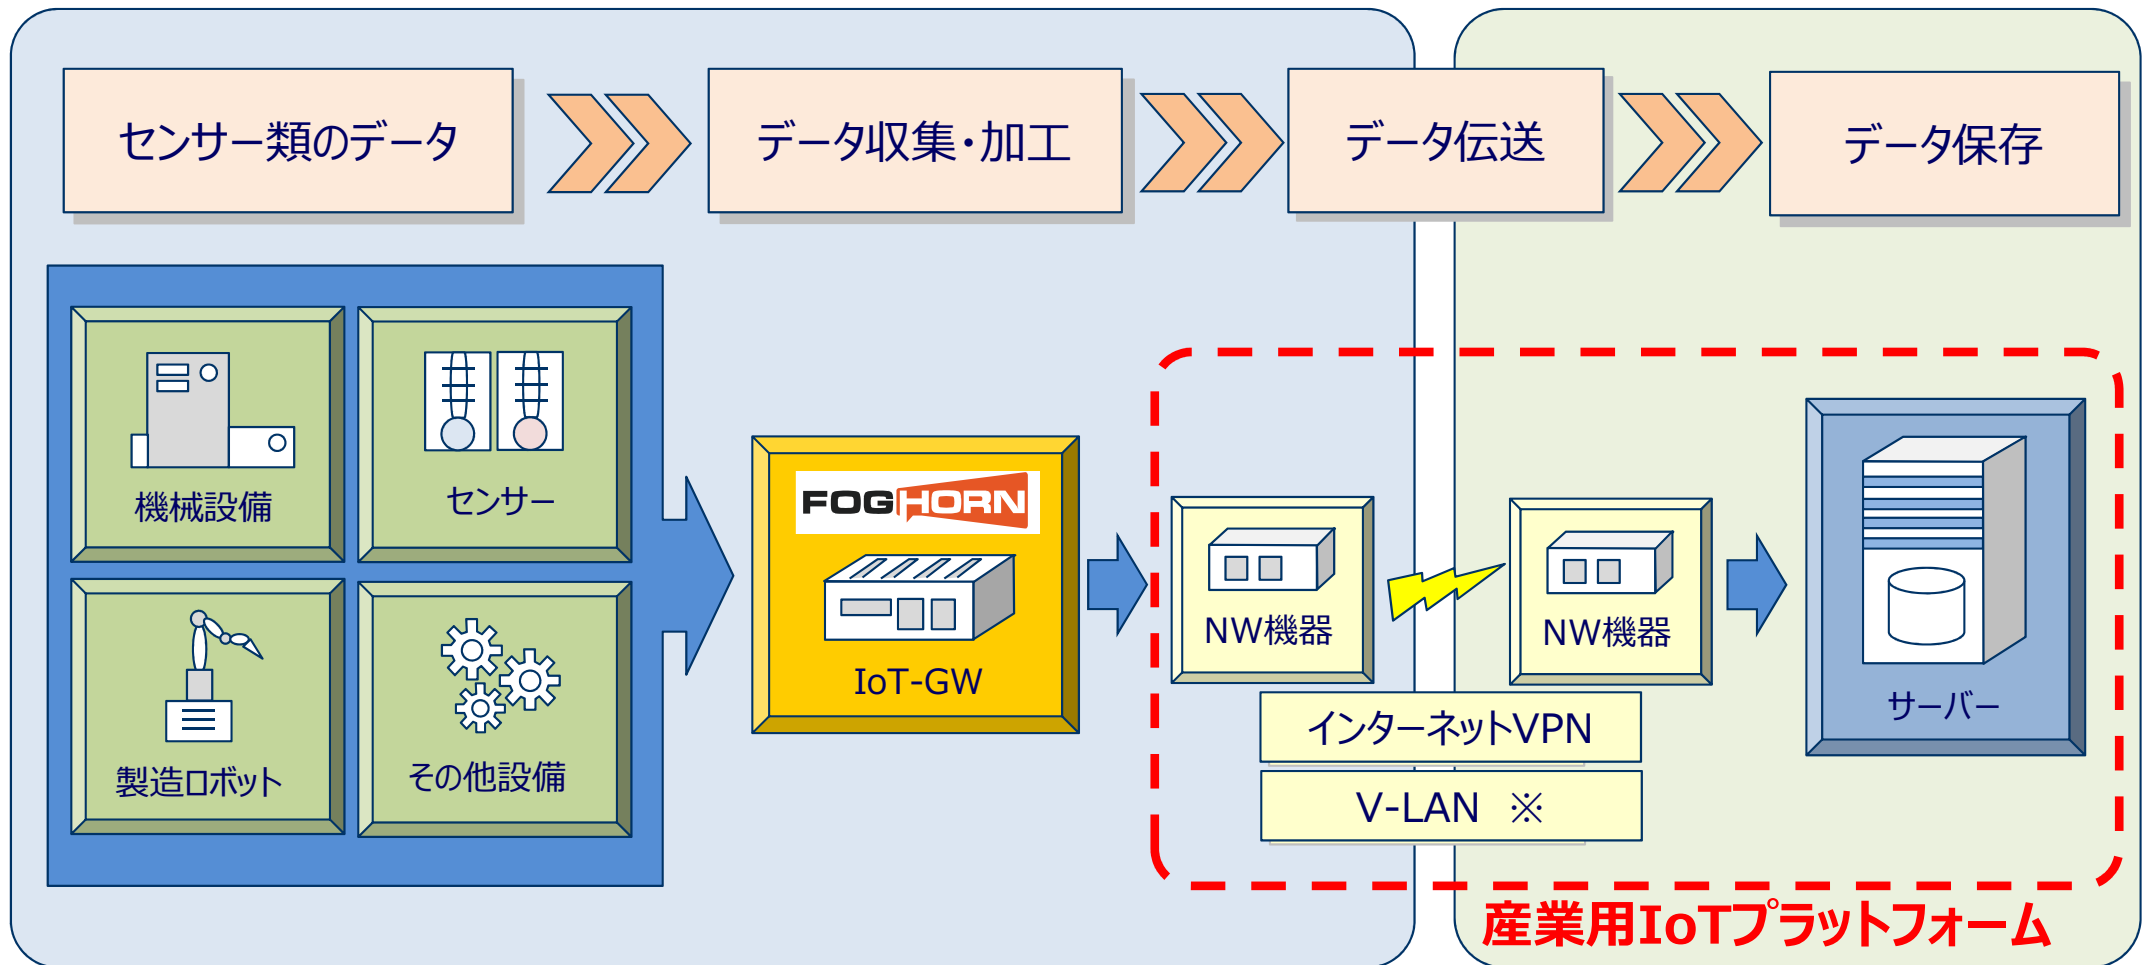 センサー類のデータ
データ収集・加工
データ伝送
データ保存
機械設備
センサー
製造ロボット
その他設備
FOGHORN
IoT-GW
NW機器
NW機器
インターネットVPN
V-LAN ※
サーバー
産業用IoTプラットフォーム